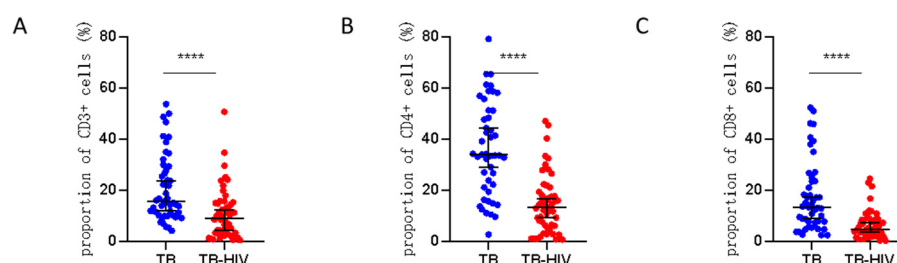 A
proportion of CD3+ cells (%)
80
60
40
20
0
****
TB
TB-HIV
B
proportion of CD4+ cells (%)
80
60
40
20
0
****
TB
TB-HIV
C
proportion of CD8+ cells (%)
80
60
40
20
0
****
TB
TB-HIV